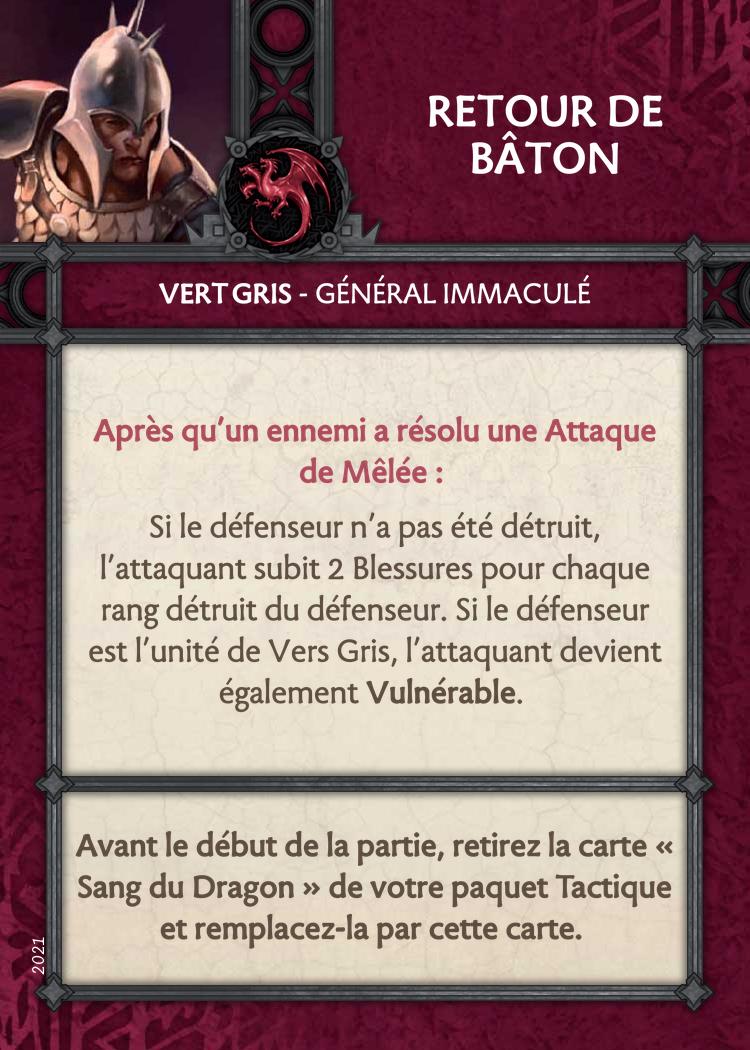 RETOUR DE
BÂTON
VERT GRIS - GÉNÉRAL IMMACULÉ
Après qu'un ennemi a résolu une Attaque
de Mêlée :
Si le défenseur n'a pas été détruit,
l'attaquant subit 2 Blessures pour chaque
rang détruit du défenseur. Si le défenseur
est l'unité de Vers Gris, l'attaquant devient
également Vulnérable.
Avant le début de la partie, retirez la carte «
Sang du Dragon » de votre paquet Tactique
et remplacez-la par cette carte.
2021